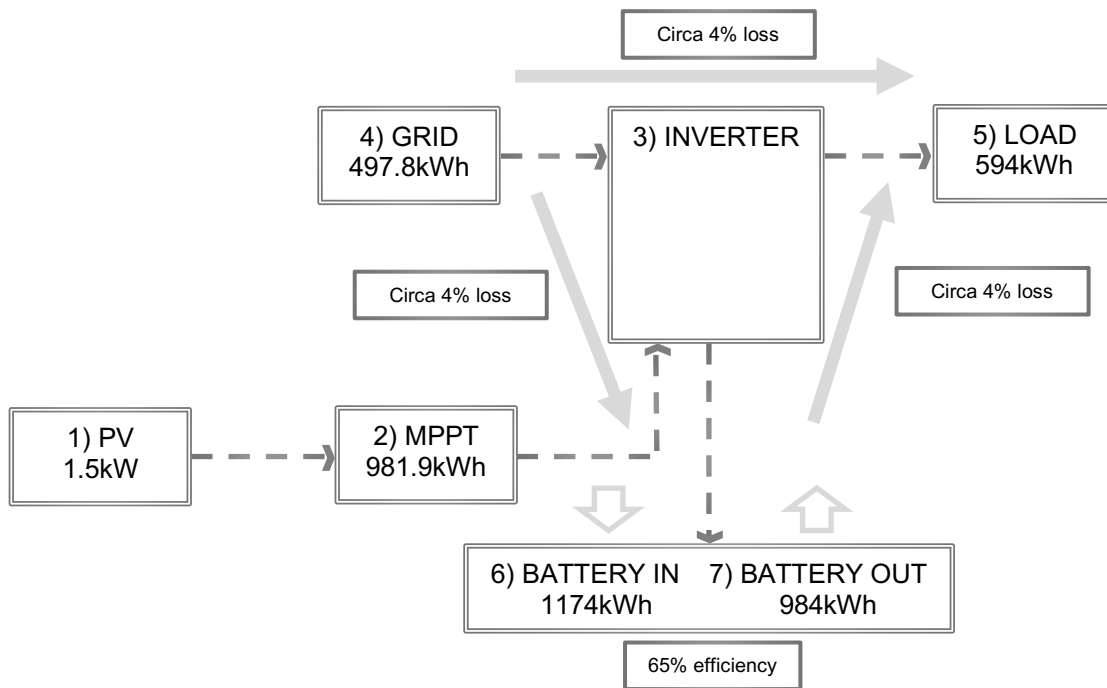 Circa 4% loss
4) GRID
497.8kWh
3) INVERTER
5) LOAD
594kWh
Circa 4% loss
Circa 4% loss
1) PV
1.5kW
2) MPPT
981.9kWh
6) BATTERY IN
1174kWh
7) BATTERY OUT
984kWh
65% efficiency